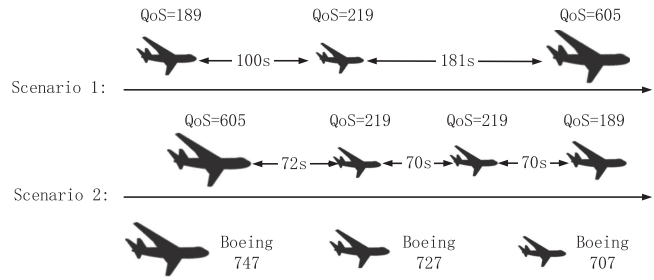 QoS=189 QoS=219 QoS=605
100s 181s
Scenario 1:
QoS=605 QoS=219 QoS=219 QoS=189
72s 70s 70s
Scenario 2:
Boeing Boeing Boeing
747 727 707